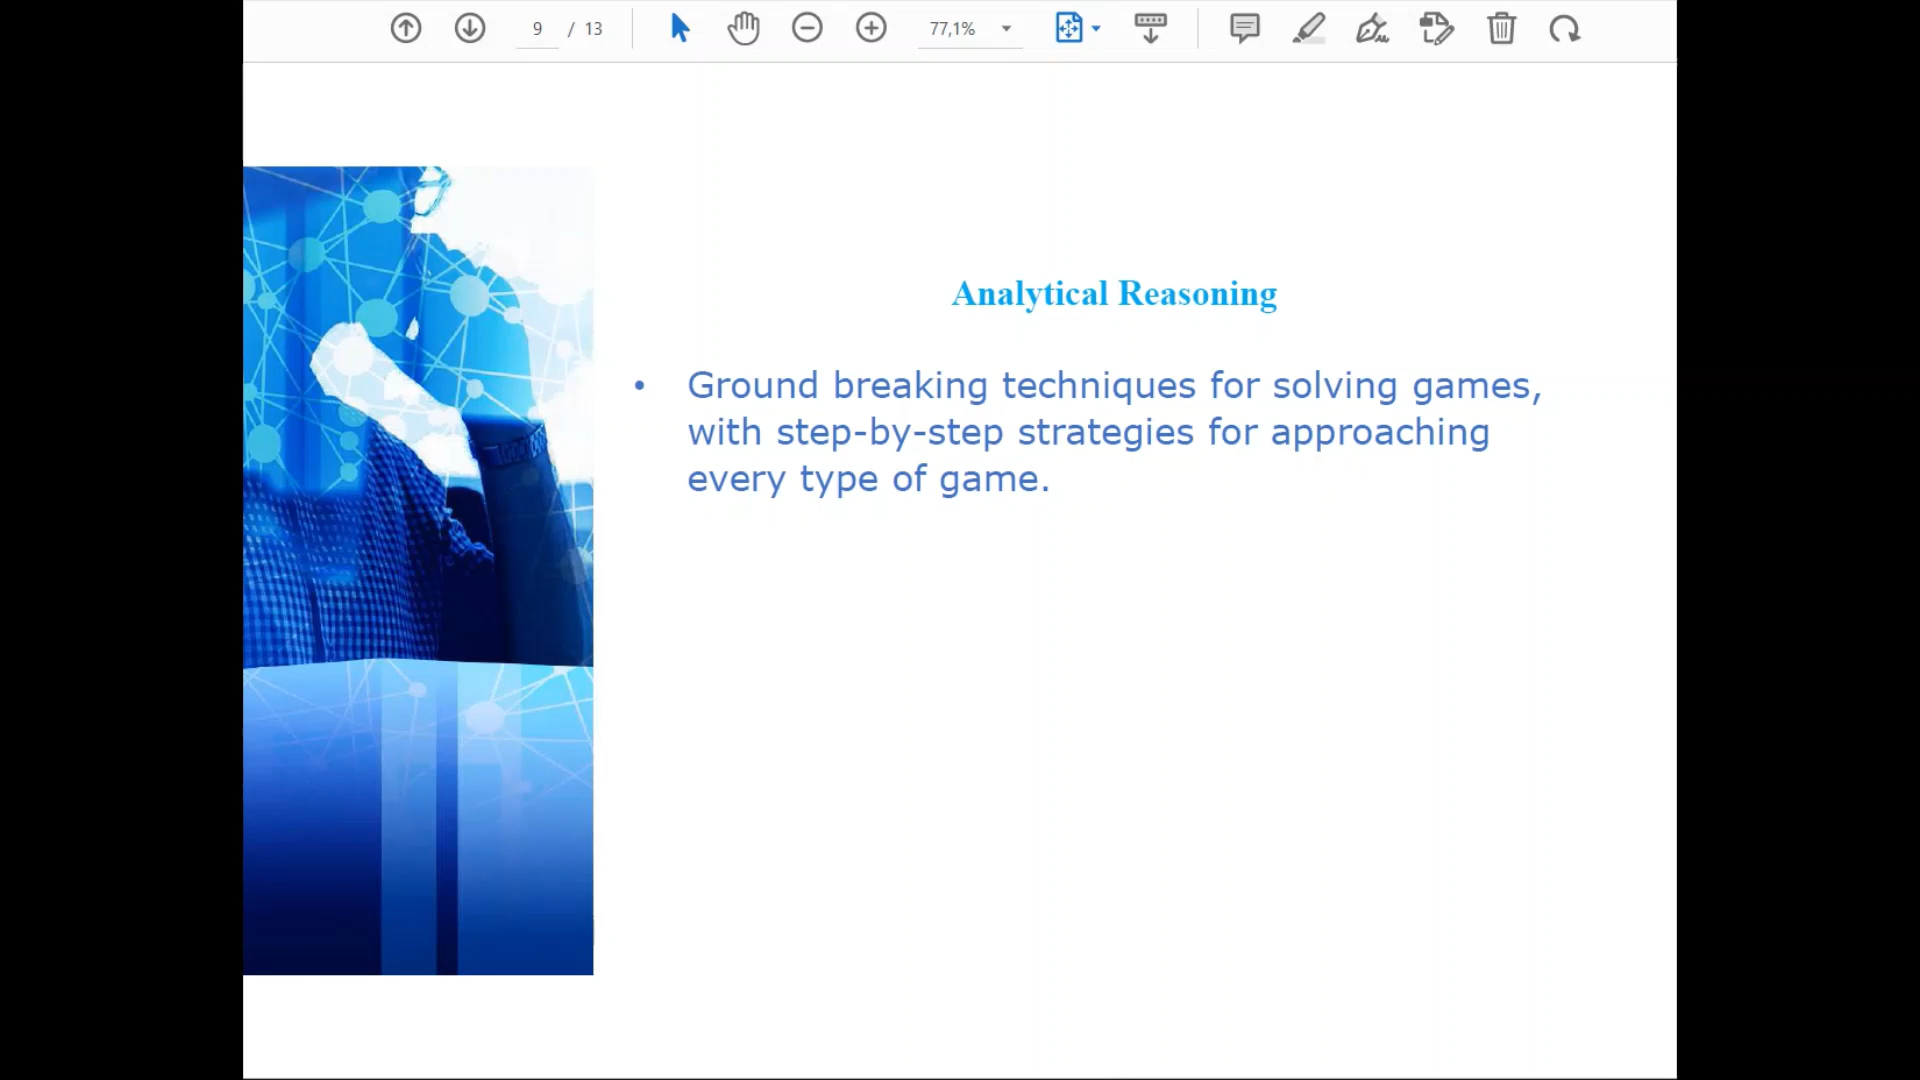 9 / 13 77,1%
Analytical Reasoning
• Ground breaking techniques for solving games,
with step-by-step strategies for approaching
every type of game.